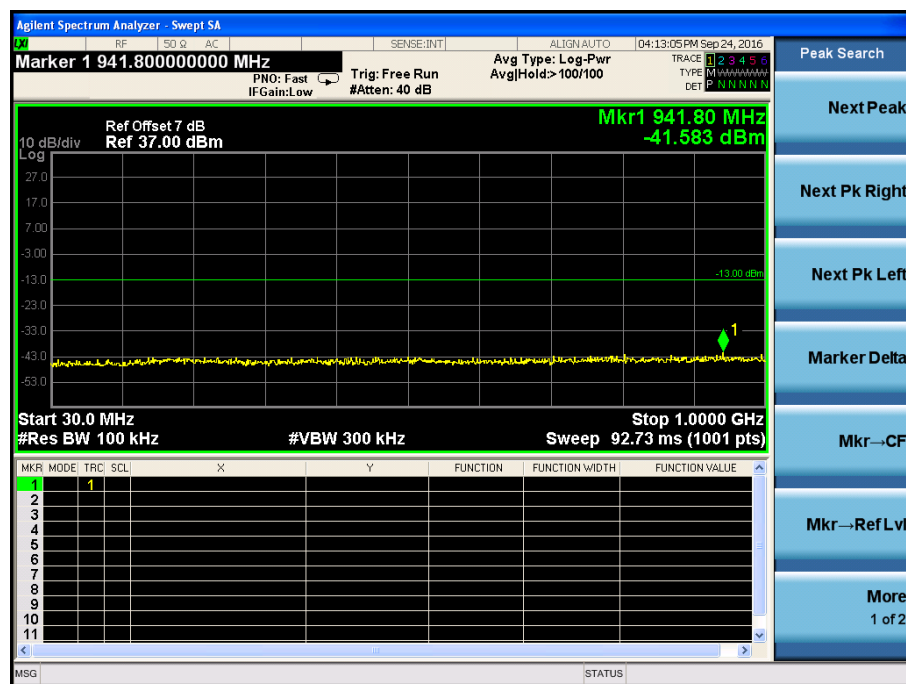 Agilent Spectrum Analyzer - Swept SA
LXI RF 50 Ω AC SENSE:INT ALIGN AUTO 04:13:05 PM Sep 24, 2016
Marker 1 941.800000000 MHz
PNO: Fast
IFGain:Low
Trig: Free Run
#Atten: 40 dB
Avg Type: Log-Pwr
Avg|Hold:>100/100
TRACE 1 2 3 4 5 6
TYPE M WWWWW
DET P N N N N N
Peak Search
Next Peak
Next Pk Right
Next Pk Left
Marker Delta
Mkr→CF
Mkr→Ref Lvl
More
1 of 2
Mkr1 941.80 MHz
-41.583 dBm
Ref Offset 7 dB
10 dB/div Ref 37.00 dBm
Log
27.0
17.0
7.00
-3.00
-13.0
-13.00 dBm
-23.0
-33.0
1
-43.0
-53.0
Start 30.0 MHz Stop 1.0000 GHz
#Res BW 100 kHz #VBW 300 kHz Sweep 92.73 ms (1001 pts)
MKR MODE TRC SCL X Y FUNCTION FUNCTION WIDTH FUNCTION VALUE
1 1
2
3
4
5
6
7
8
9
10
11
MSG STATUS